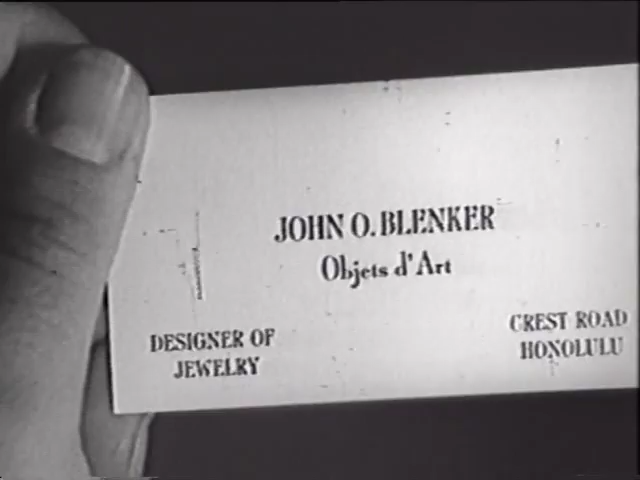 JOHN O. BLENKER
Objets d'Art
DESIGNER OF
JEWELRY
CREST ROAD
HONOLULU